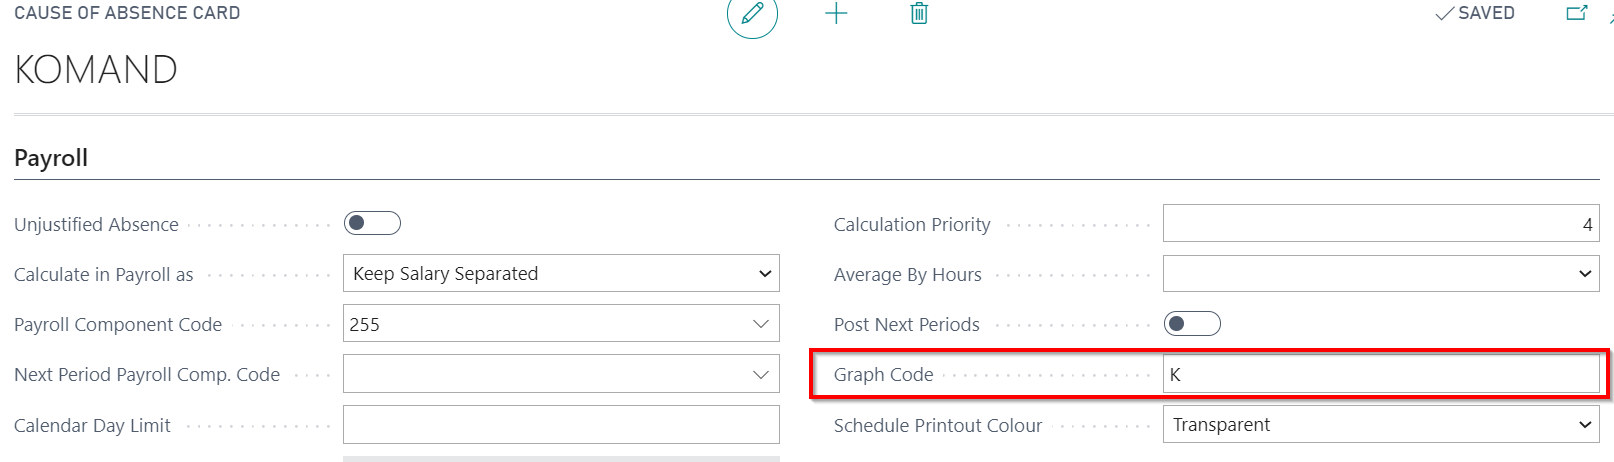 CAUSE OF ABSENCE CARD
SAVED
KOMAND
Payroll
Unjustified Absence
Calculate in Payroll as Keep Salary Separated
Payroll Component Code 255
Next Period Payroll Comp. Code
Calendar Day Limit
Calculation Priority 4
Average By Hours
Post Next Periods
Graph Code K
Schedule Printout Colour Transparent